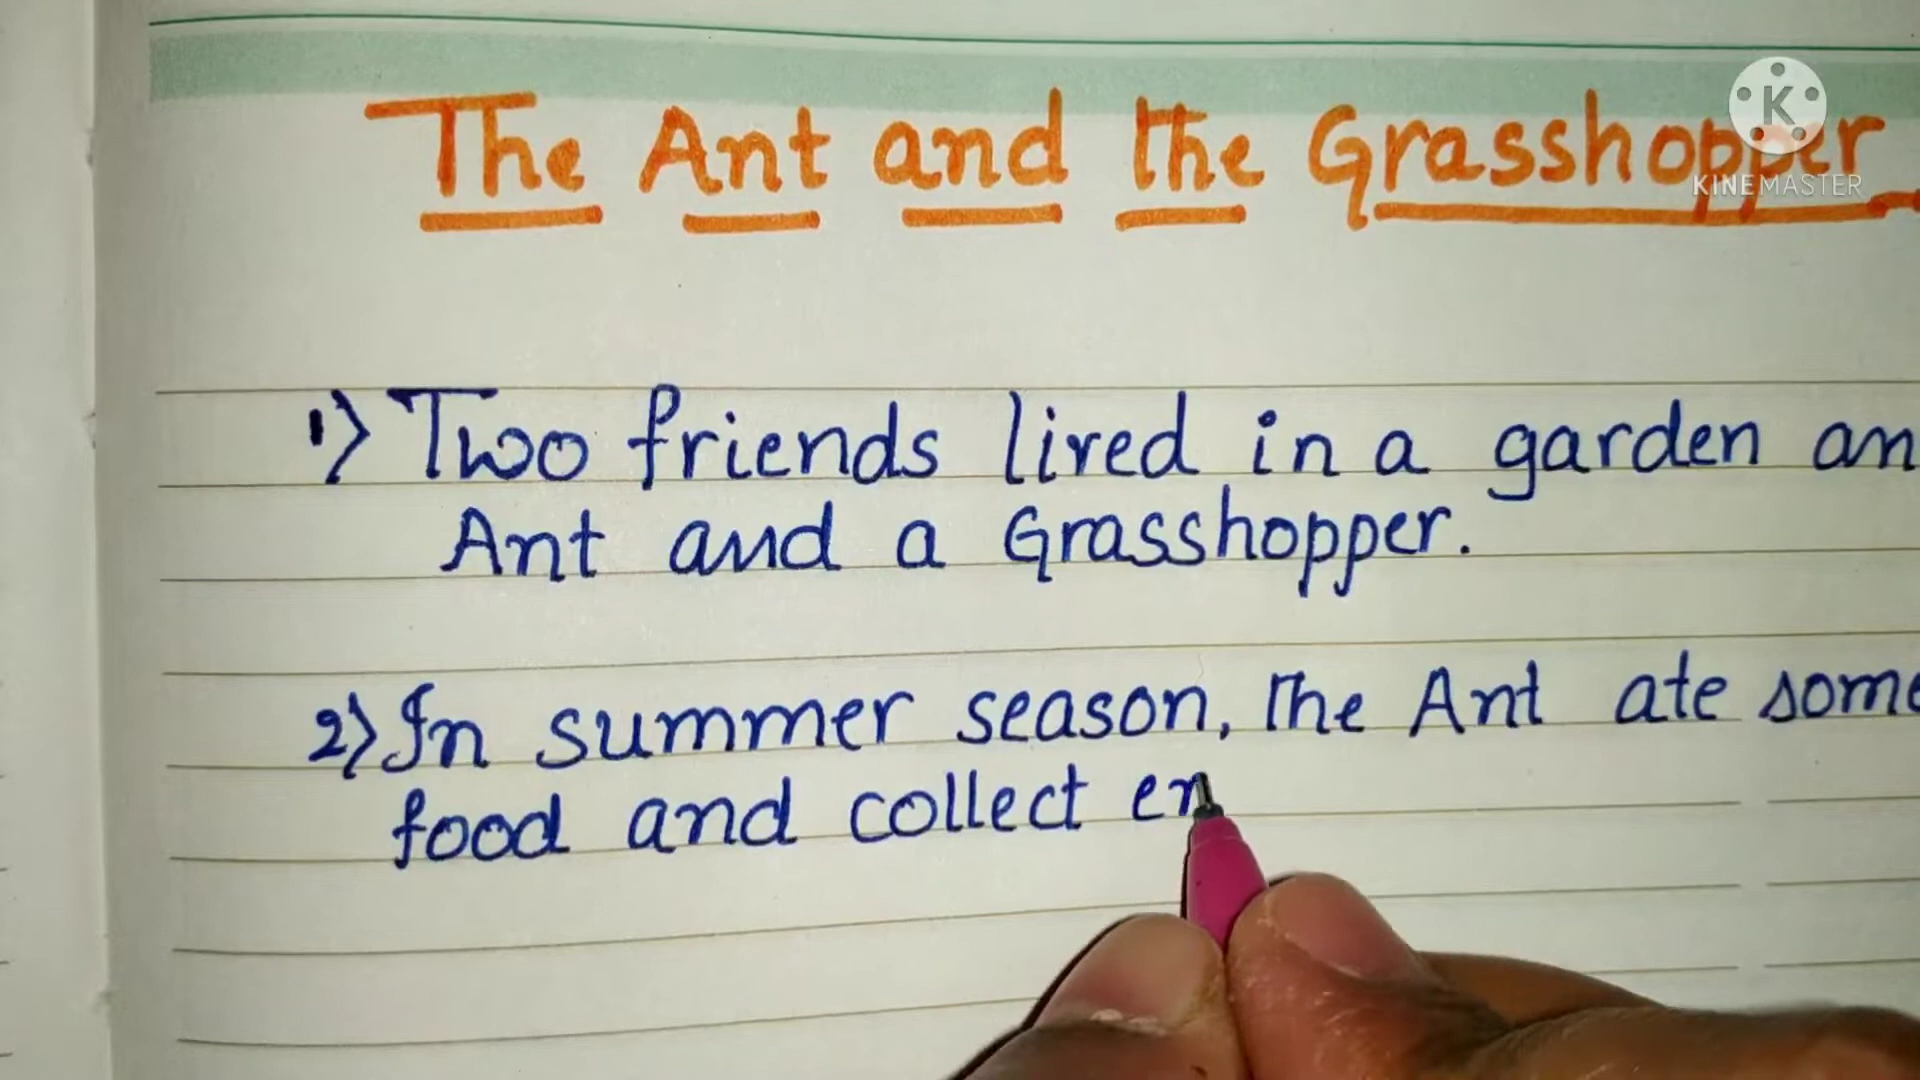 The Ant and the Grasshopper
K
KINEMASTER
1) Two friends lived in a garden an
Ant and a Grasshopper.
2) In summer season, the Ant ate some
food and collect en